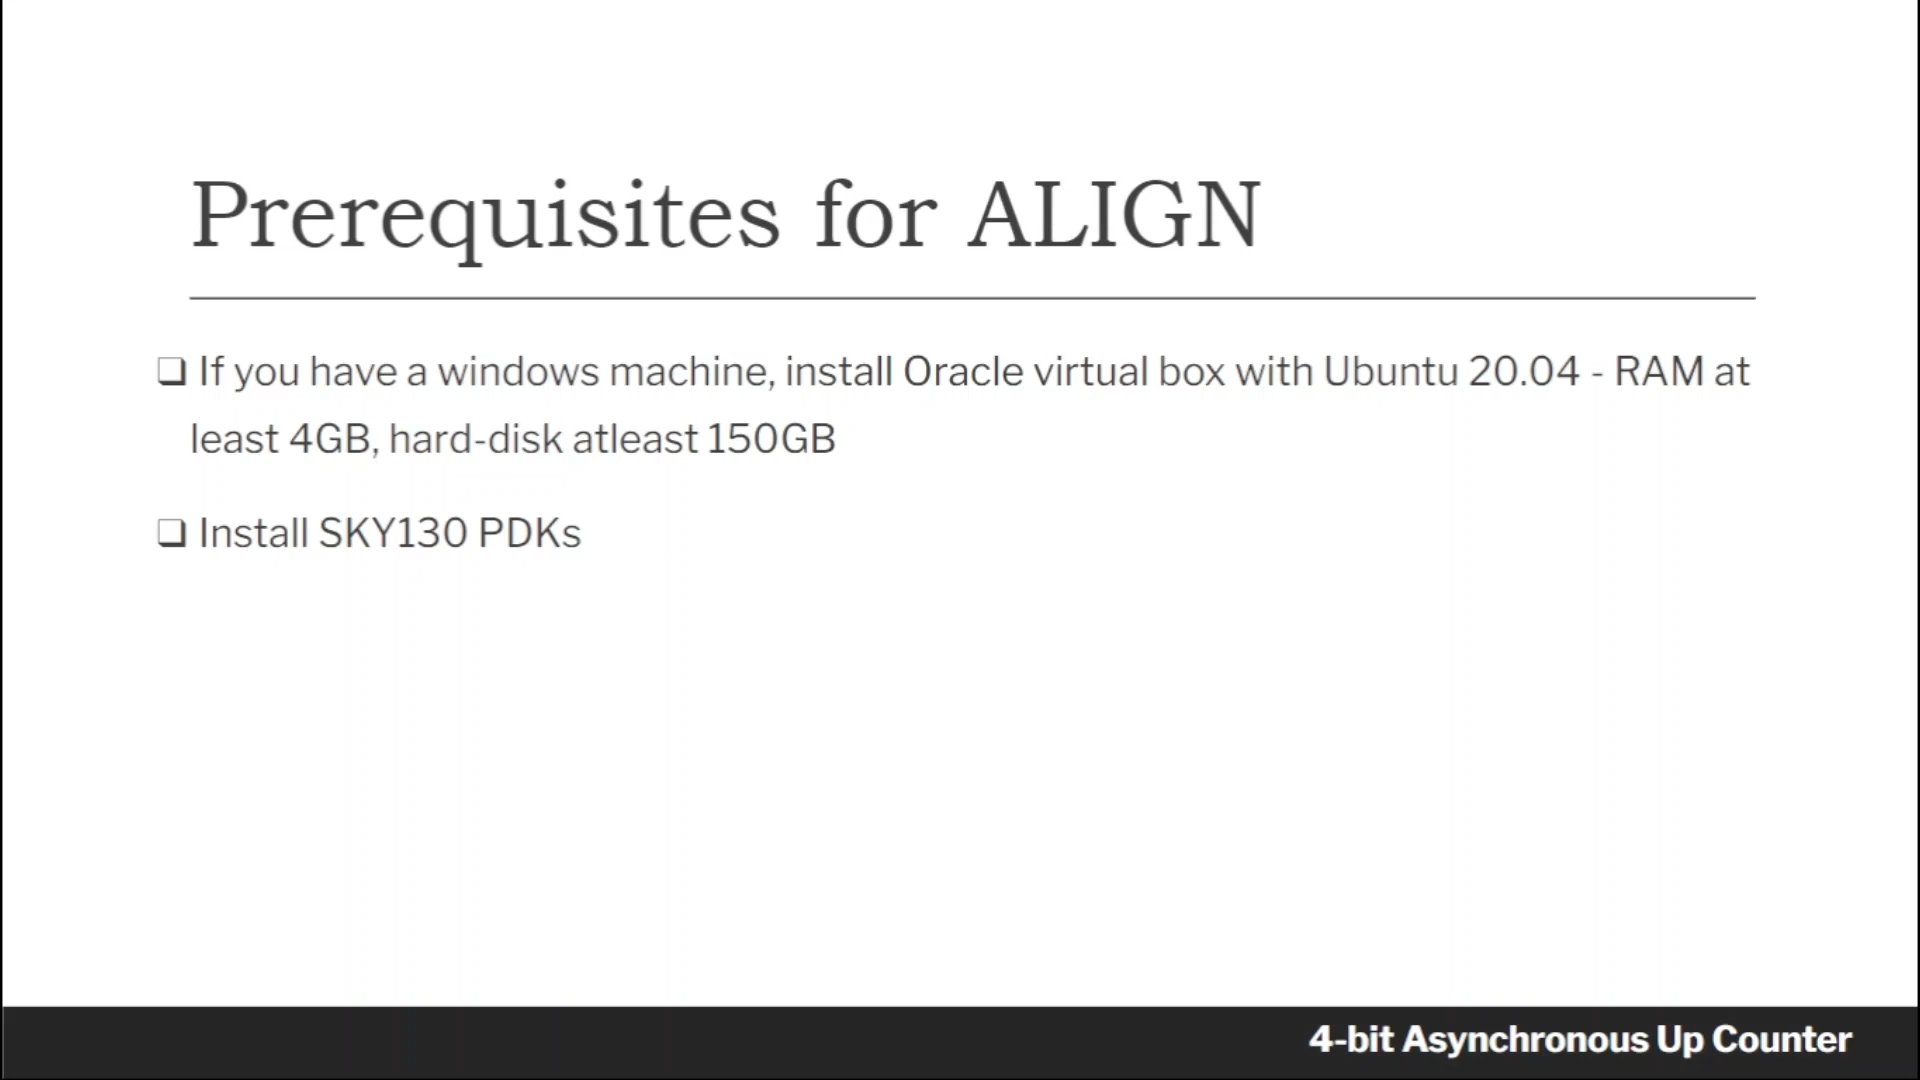 Prerequisites for ALIGN
❑ If you have a windows machine, install Oracle virtual box with Ubuntu 20.04 - RAM at
least 4GB, hard-disk atleast 150GB
❑ Install SKY130 PDKs
4-bit Asynchronous Up Counter